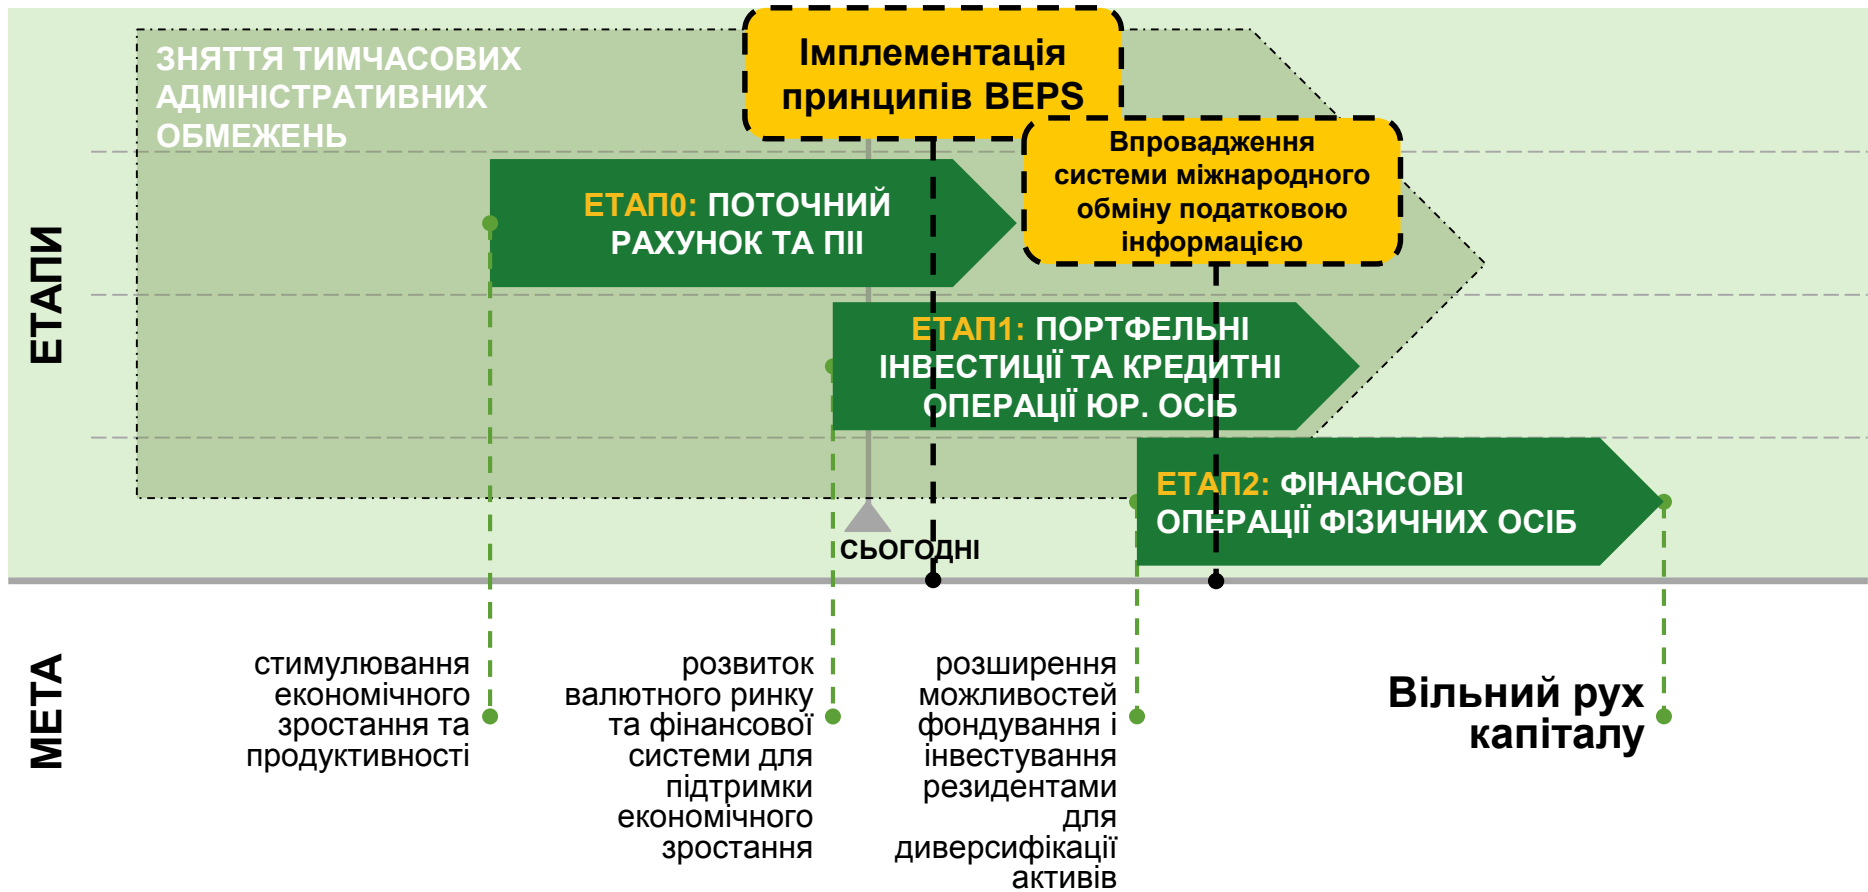 ЗНЯТТЯ ТИМЧАСОВИХ
АДМІНІСТРАТИВНИХ
ОБМЕЖЕНЬ
Імплементація
принципів BEPS
Впровадження
системи міжнародного
обміну податковою
інформацією
ЕТАПИ
ЕТАП0: ПОТОЧНИЙ
РАХУНОК ТА ПІІ
ЕТАП1: ПОРТФЕЛЬНІ
ІНВЕСТИЦІЇ ТА КРЕДИТНІ
ОПЕРАЦІЇ ЮР. ОСІБ
ЕТАП2: ФІНАНСОВІ
ОПЕРАЦІЇ ФІЗИЧНИХ ОСІБ
СЬОГОДНІ
МЕТА
стимулювання
економічного
зростання та
продуктивності
розвиток
валютного ринку
та фінансової
системи для
підтримки
економічного
зростання
розширення
можливостей
фондування і
інвестування
резидентами
для
диверсифікації
активів
Вільний рух
капіталу